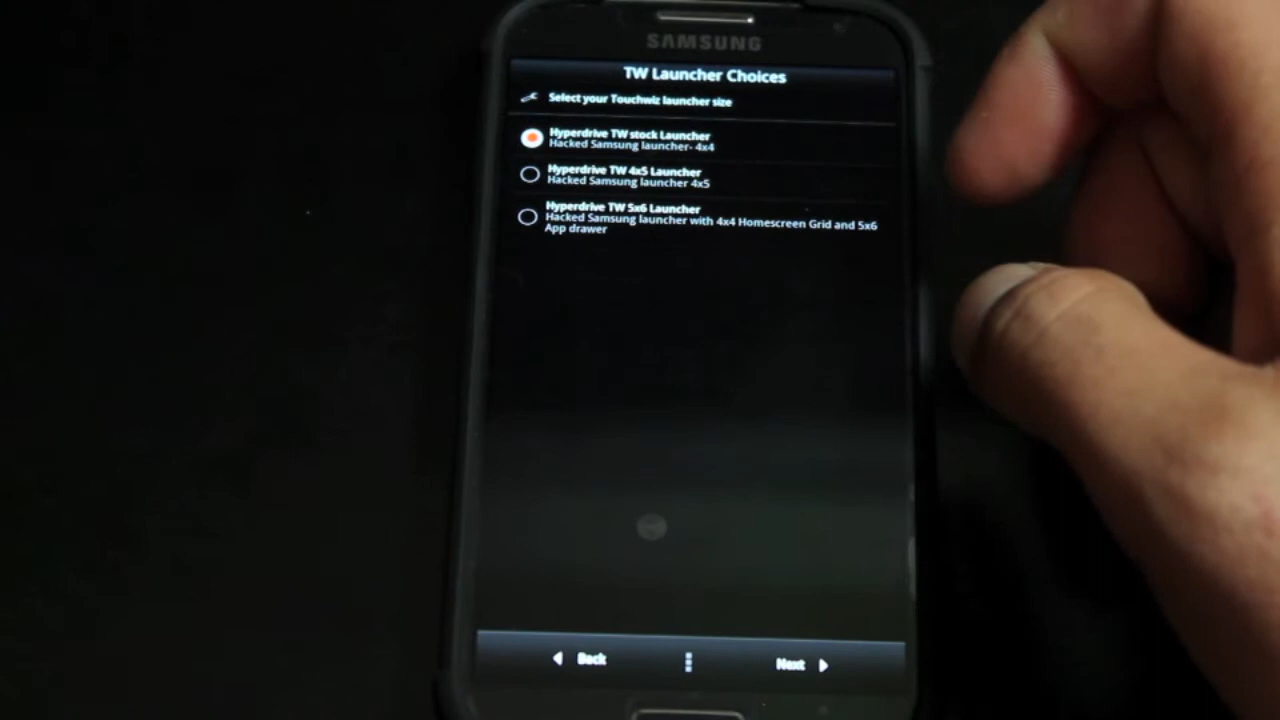 SAMSUNG
TW Launcher Choices
Select your Touchwiz launcher size
Hyperdrive TW stock Launcher
Hacked Samsung launcher- 4x4
Hyperdrive TW 4x5 Launcher
Hacked Samsung launcher 4x5
Hyperdrive TW 5x6 Launcher
Hacked Samsung launcher with 4x4 Homescreen Grid and 5x6
App drawer
Back
Next